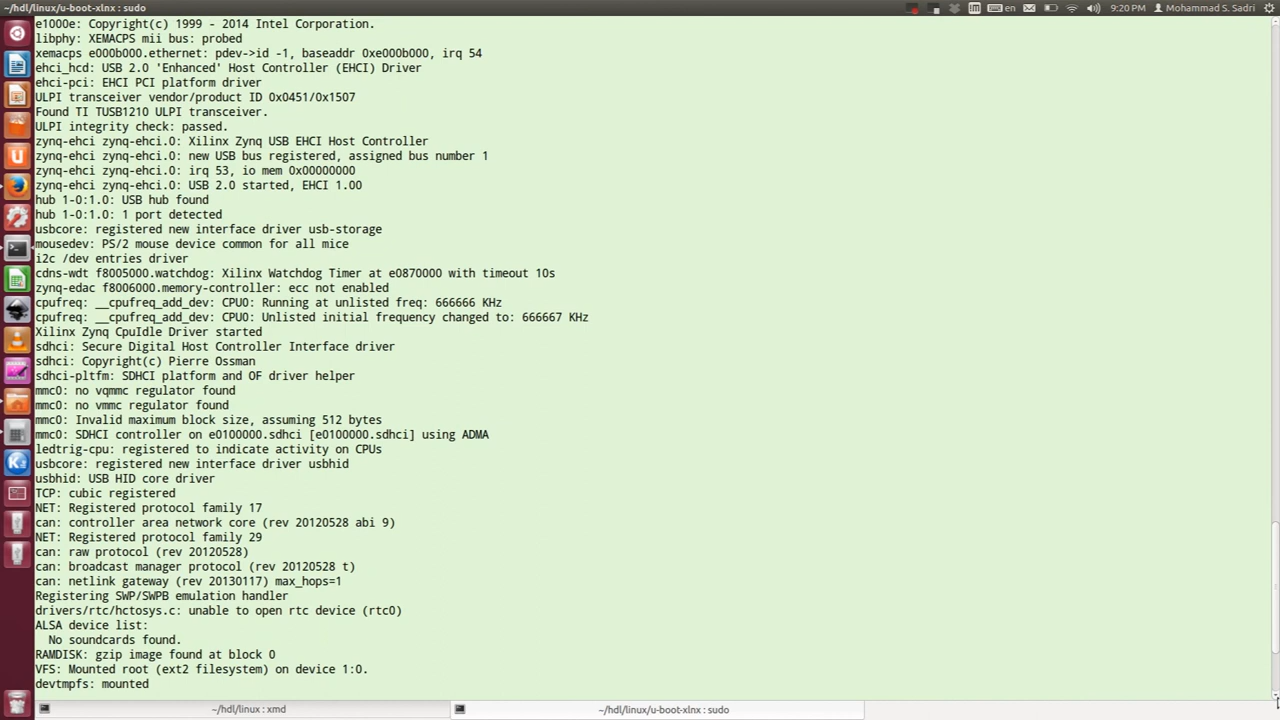 ~/hdl/linux/u-boot-xlnx : sudo
en
9:20 PM
Mohammad S. Sadri
e1000e: Copyright(c) 1999 - 2014 Intel Corporation.
libphy: XEMACPS mii bus: probed
xemacps e000b000.ethernet: pdev->id -1, baseaddr 0xe000b000, irq 54
ehci_hcd: USB 2.0 'Enhanced' Host Controller (EHCI) Driver
ehci-pci: EHCI PCI platform driver
ULPI transceiver vendor/product ID 0x0451/0x1507
Found TI TUSB1210 ULPI transceiver.
ULPI integrity check: passed.
zynq-ehci zynq-ehci.0: Xilinx Zynq USB EHCI Host Controller
zynq-ehci zynq-ehci.0: new USB bus registered, assigned bus number 1
zynq-ehci zynq-ehci.0: irq 53, io mem 0x00000000
zynq-ehci zynq-ehci.0: USB 2.0 started, EHCI 1.00
hub 1-0:1.0: USB hub found
hub 1-0:1.0: 1 port detected
usbcore: registered new interface driver usb-storage
mousedev: PS/2 mouse device common for all mice
i2c /dev entries driver
cdns-wdt f8005000.watchdog: Xilinx Watchdog Timer at e0870000 with timeout 10s
zynq-edac f8006000.memory-controller: ecc not enabled
cpufreq: __cpufreq_add_dev: CPU0: Running at unlisted freq: 666666 KHz
cpufreq: __cpufreq_add_dev: CPU0: Unlisted initial frequency changed to: 666667 KHz
Xilinx Zynq CpuIdle Driver started
sdhci: Secure Digital Host Controller Interface driver
sdhci: Copyright(c) Pierre Ossman
sdhci-pltfm: SDHCI platform and OF driver helper
mmc0: no vqmmc regulator found
mmc0: no vmmc regulator found
mmc0: Invalid maximum block size, assuming 512 bytes
mmc0: SDHCI controller on e0100000.sdhci [e0100000.sdhci] using ADMA
ledtrig-cpu: registered to indicate activity on CPUs
usbcore: registered new interface driver usbhid
usbhid: USB HID core driver
TCP: cubic registered
NET: Registered protocol family 17
can: controller area network core (rev 20120528 abi 9)
NET: Registered protocol family 29
can: raw protocol (rev 20120528)
can: broadcast manager protocol (rev 20120528 t)
can: netlink gateway (rev 20130117) max_hops=1
Registering SWP/SWPB emulation handler
drivers/rtc/hctosys.c: unable to open rtc device (rtc0)
ALSA device list:
No soundcards found.
RAMDISK: gzip image found at block 0
VFS: Mounted root (ext2 filesystem) on device 1:0.
devtmpfs: mounted
~/hdl/linux : xmd
~/hdl/linux/u-boot-xlnx : sudo